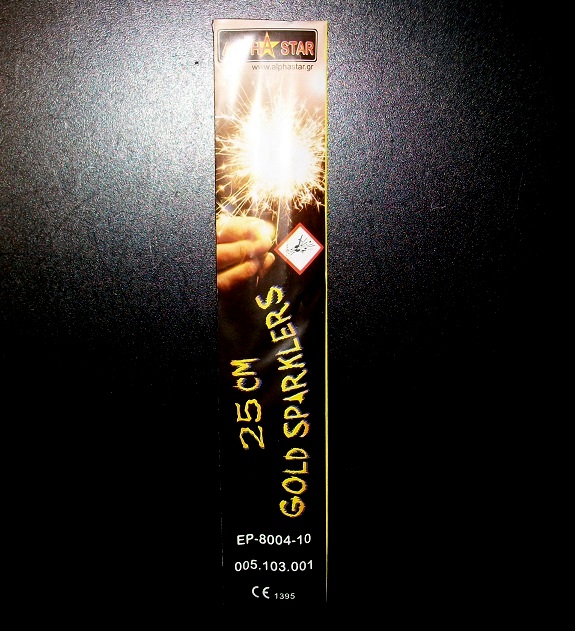 ALPHA STAR
www.alphastar.gr
25 CM
GOLD SPARKLERS
EP-8004-10
005.103.001
CE 1395